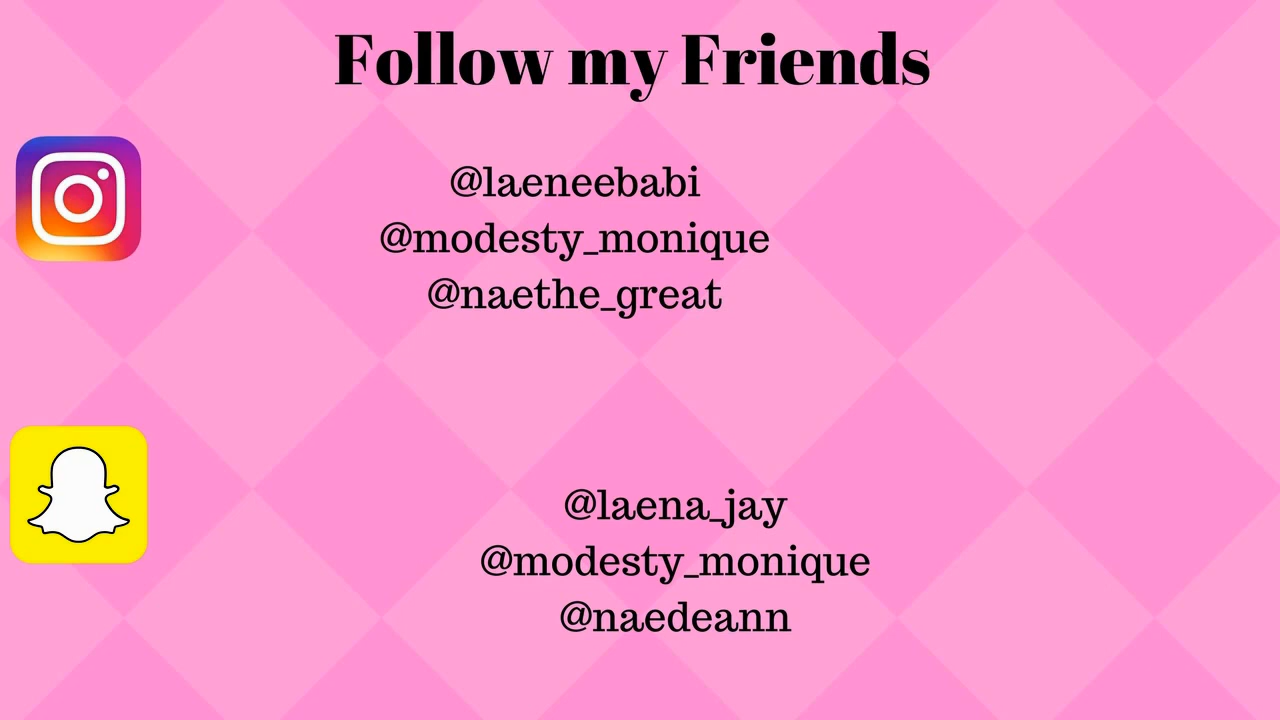 Follow my Friends
@laeneebabi
@modesty_monique
@naethe_great
@laena_jay
@modesty_monique
@naedeann